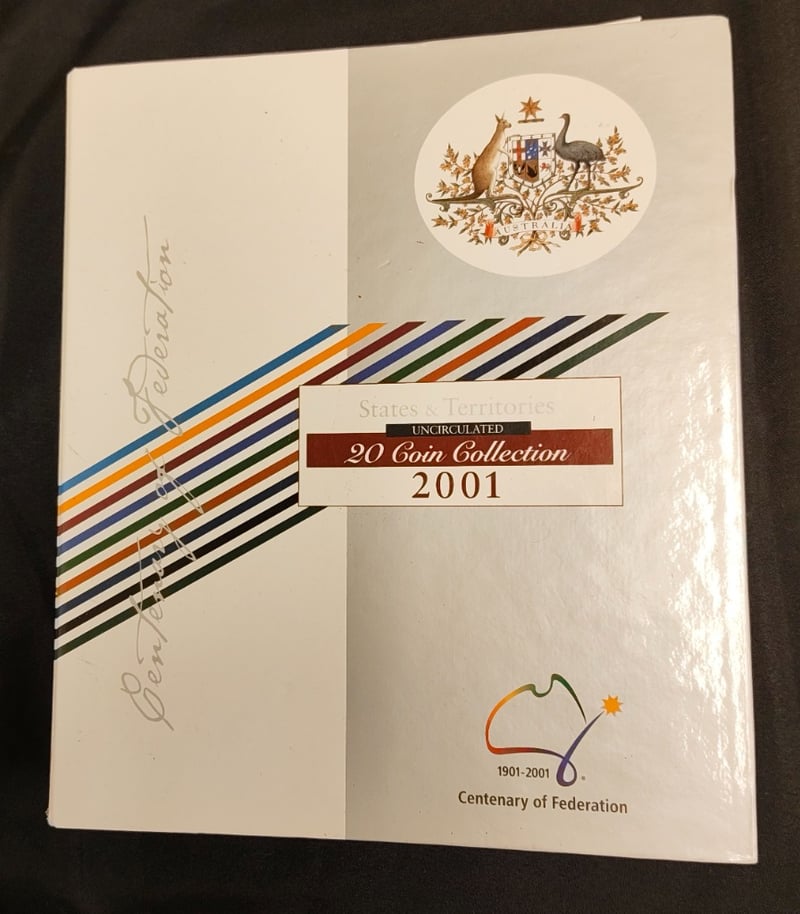 AUSTRALIA
Centenary of Federation
States & Territories
UNCIRCULATED
20 Coin Collection
2001
1901-2001
Centenary of Federation